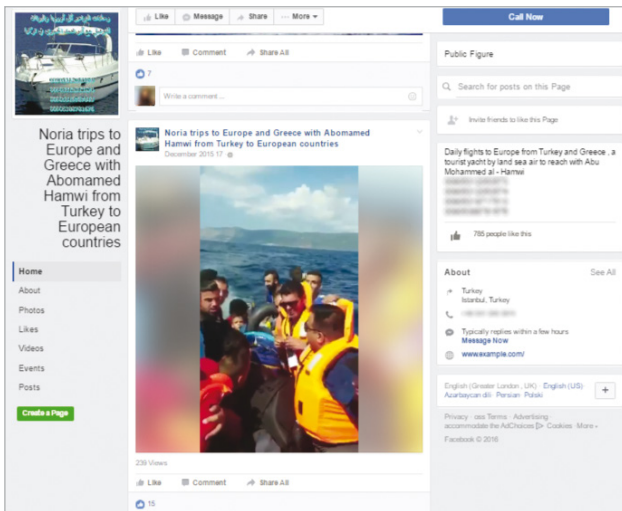 Like
Message
Share
More
Call Now
Like
Comment
Share All
7
Write a comment ...
Noria trips to
Europe and
Greece with
Abomamed
Hamwi from
Turkey to
European
countries
Home
About
Photos
Likes
Videos
Events
Posts
Create a Page
Noria trips to Europe and Greece with Abomamed
Hamwi from Turkey to European countries
December 2015 17
239 Views
Like
Comment
Share All
15
Public Figure
Search for posts on this Page
Invite friends to like this Page
Daily flights to Europe from Turkey and Greece , a
tourist yacht by land sea air to reach with Abu
Mohammed al - Hamwi
785 people like this
About
See All
Turkey
Istanbul, Turkey
Typically replies within a few hours
Message Now
www.example.com/
English (Greater London , UK) · English (US) ·
Azərbaycan dili · Persian · Polski
+
Privacy · oss Terms · Advertising ·
accommodate the AdChoices · Cookies · More
Facebook © 2016